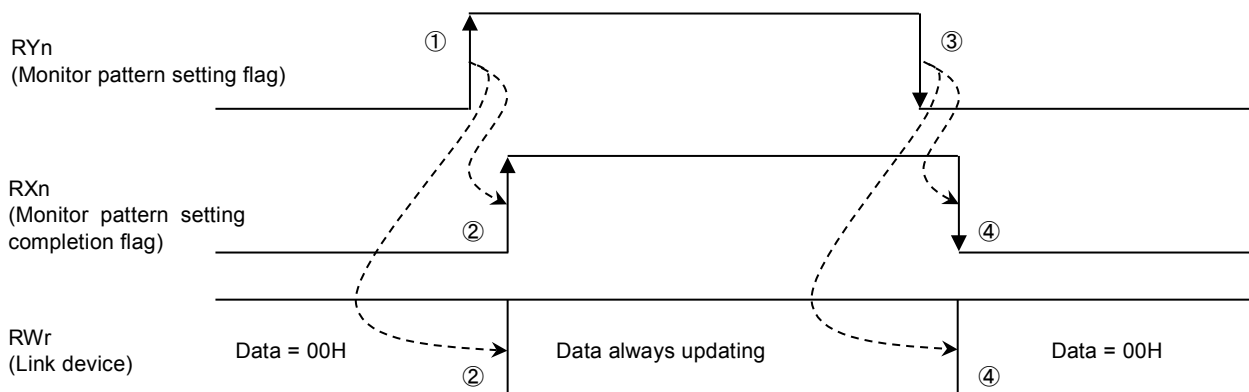 ① ③
RYn
(Monitor pattern setting flag)
RXn
(Monitor pattern setting
completion flag)
② ④
RWr
(Link device)
Data = 00H Data always updating Data = 00H
② ④